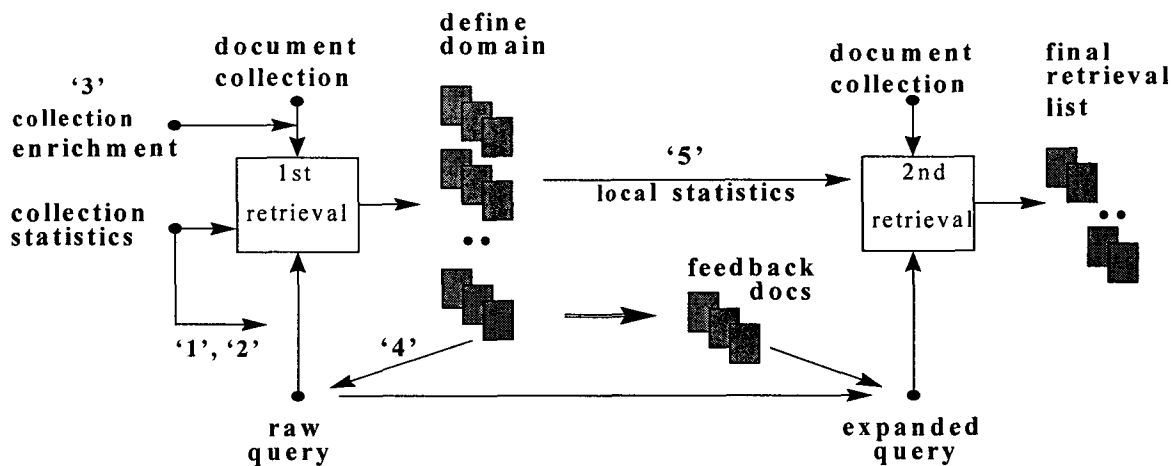 define
domain
document
collection
document
collection
final
retrieval
list
‘3’
collection
enrichment
1st
retrieval
‘5’
local statistics
2nd
retrieval
collection
statistics
feedback
docs
‘1’, ‘2’
‘4’
raw
query
expanded
query